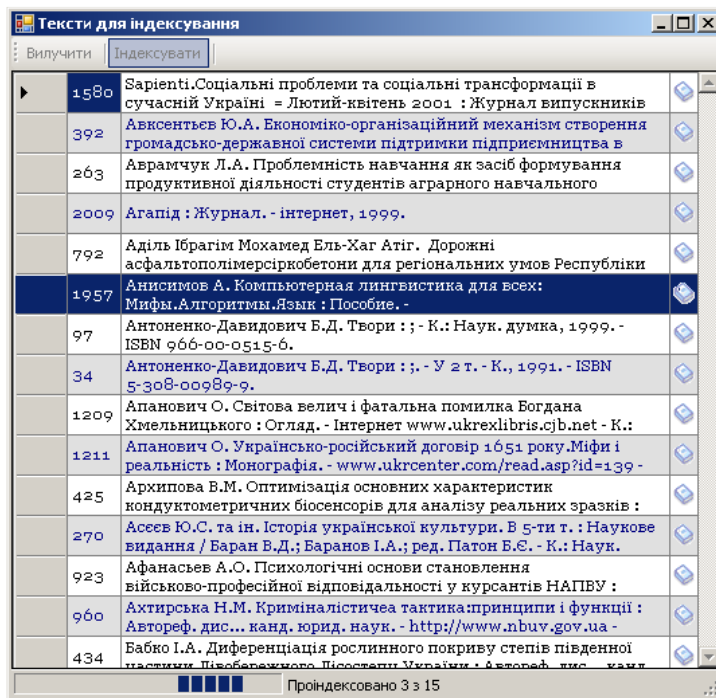 Тексти для індексування
Вилучити Індексувати
1580 Sapienti.Соціальні проблеми та соціальні трансформації в
сучасній Україні = Лютий-квітень 2001 : Журнал випускників
392 Авксентьєв Ю.А. Економіко-організаційний механізм створення
громадсько-державної системи підтримки підприємництва в
263 Аврамчук Л.А. Проблемність навчання як засіб формування
продуктивної діяльності студентів аграрного навчального
2009 Агапід : Журнал. - інтернет, 1999.
792 Аділь Ібрагім Мохамед Ель-Хаг Атіг. Дорожні
асфальтополімерсіркобетони для регіональних умов Республіки
1957 Анисимов А. Компьютерная лингвистика для всех:
Мифы.Алгоритмы.Язык : Пособие. -
97 Антоненко-Давидович Б.Д. Твори : ; - К.: Наук. думка, 1999. -
ISBN 966-00-0515-6.
34 Антоненко-Давидович Б.Д. Твори : ;. - У 2 т. - К., 1991. - ISBN
5-308-00989-9.
1209 Апанович О. Світова велич і фатальна помилка Богдана
Хмельницького : Огляд. - Інтернет www.ukrexlibris.cjb.net - К.:
1211 Апанович О. Українсько-російський договір 1651 року.Міфи і
реальність : Монографія. - www.ukrcenter.com/read.asp?id=139 -
425 Архипова В.М. Оптимізація основних характеристик
кондуктометричних біосенсорів для аналізу реальних зразків :
270 Асєєв Ю.С. та ін. Історія української культури. В 5-ти т. : Наукове
видання / Баран В.Д.; Баранов І.А.; ред. Патон Б.Є. - К.: Наук.
923 Афанасьев А.О. Психологічні основи становлення
військово-професійної відповідальності у курсантів НАПВУ :
960 Ахтирська Н.М. Криміналістичеа тактика:принципи і функції :
Автореф. дис... канд. юрид. наук. - http://www.nbuv.gov.ua -
434 Бабко І.А. Диференціація рослинного покриву степів південної
частини Лівобережного Лісостепу України : Автореф. дис... канд.
Проіндексовано 3 з 15